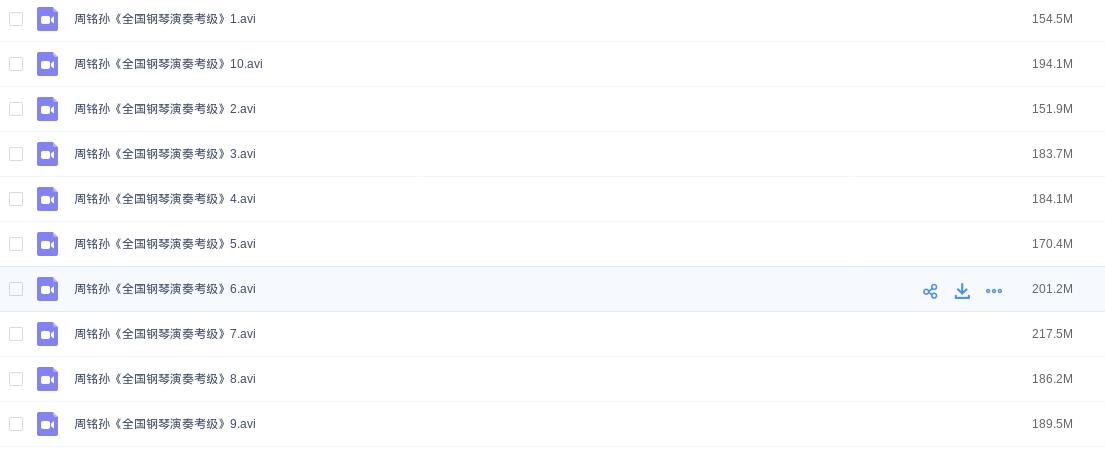 周铭孙《全国钢琴演奏考级》1.avi 154.5M
周铭孙《全国钢琴演奏考级》10.avi 194.1M
周铭孙《全国钢琴演奏考级》2.avi 151.9M
周铭孙《全国钢琴演奏考级》3.avi 183.7M
周铭孙《全国钢琴演奏考级》4.avi 184.1M
周铭孙《全国钢琴演奏考级》5.avi 170.4M
周铭孙《全国钢琴演奏考级》6.avi 201.2M
周铭孙《全国钢琴演奏考级》7.avi 217.5M
周铭孙《全国钢琴演奏考级》8.avi 186.2M
周铭孙《全国钢琴演奏考级》9.avi 189.5M